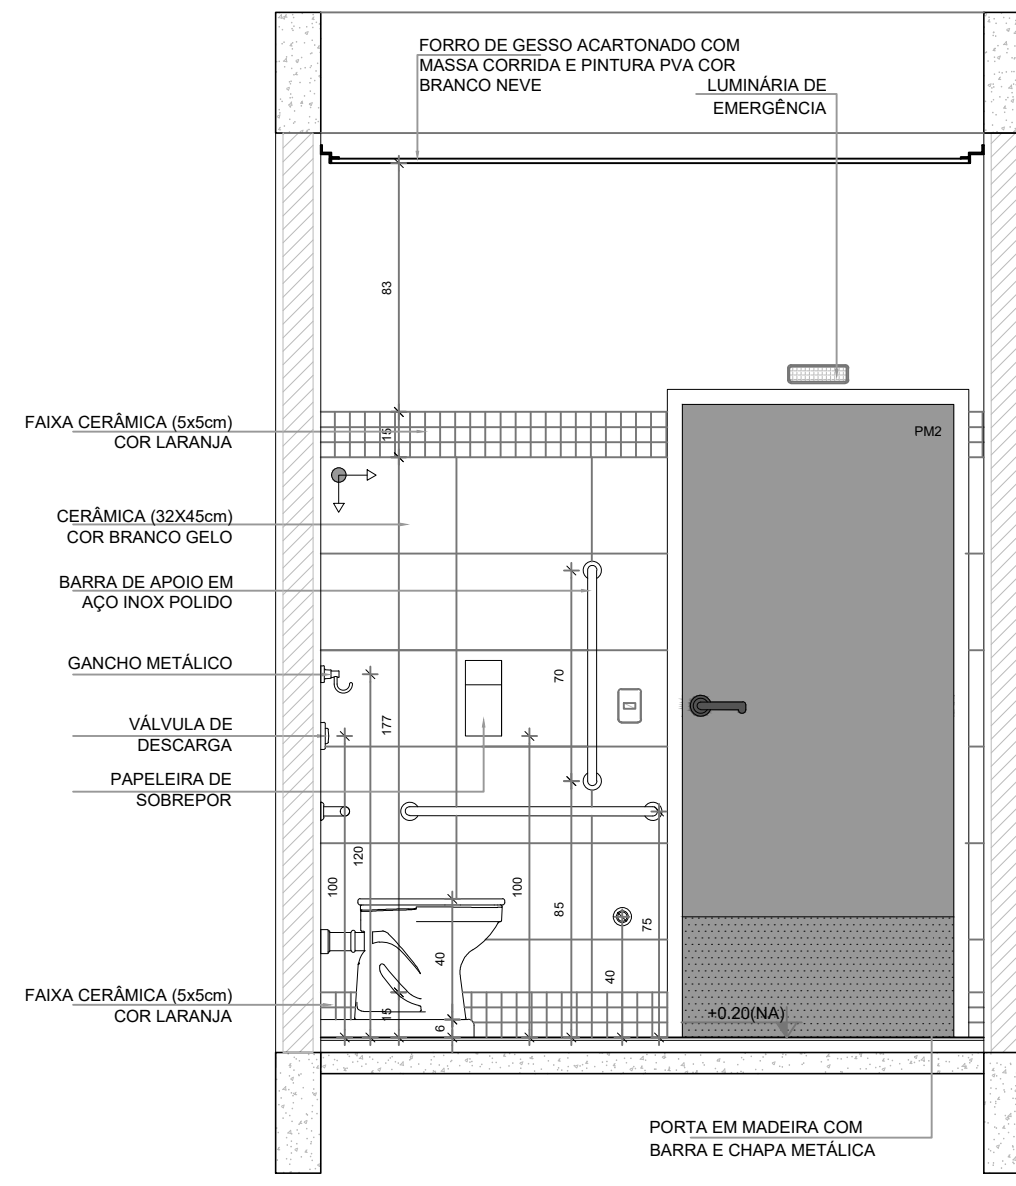 FORRO DE GESSO ACARTONADO COM
MASSA CORRIDA E PINTURA PVA COR
BRANCO NEVE
LUMINÁRIA DE
EMERGÊNCIA
83
FAIXA CERÂMICA (5x5cm)
COR LARANJA
15
PM2
CERÂMICA (32X45cm)
COR BRANCO GELO
BARRA DE APOIO EM
AÇO INOX POLIDO
GANCHO METÁLICO
70
177
VÁLVULA DE
DESCARGA
PAPELEIRA DE
SOBREPOR
120
100
100
85
75
40
40
FAIXA CERÂMICA (5x5cm)
COR LARANJA
15
6
+0.20(NA)
PORTA EM MADEIRA COM
BARRA E CHAPA METÁLICA